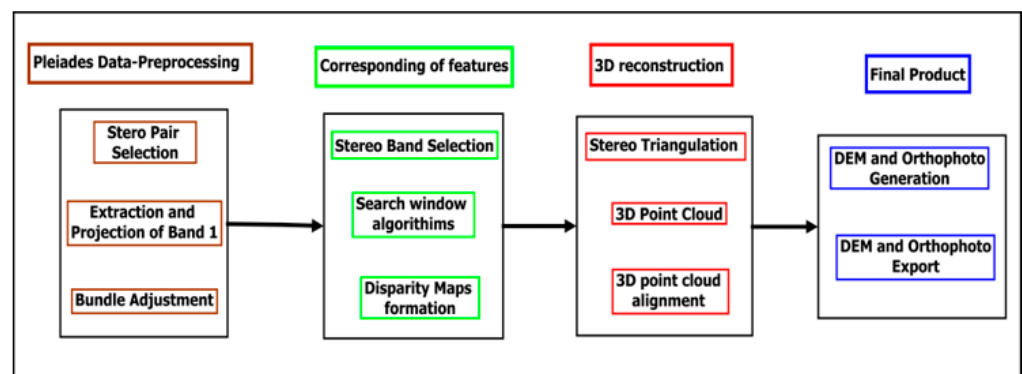 Pleiades Data-Preprocessing
Corresponding of features
3D reconstruction
Final Product
Stero Pair
Selection
Extraction and
Projection of Band 1
Bundle Adjustment
Stereo Band Selection
Search window
algorithims
Disparity Maps
formation
Stereo Triangulation
3D Point Cloud
3D point cloud
alignment
DEM and Orthophoto
Generation
DEM and Orthophoto
Export